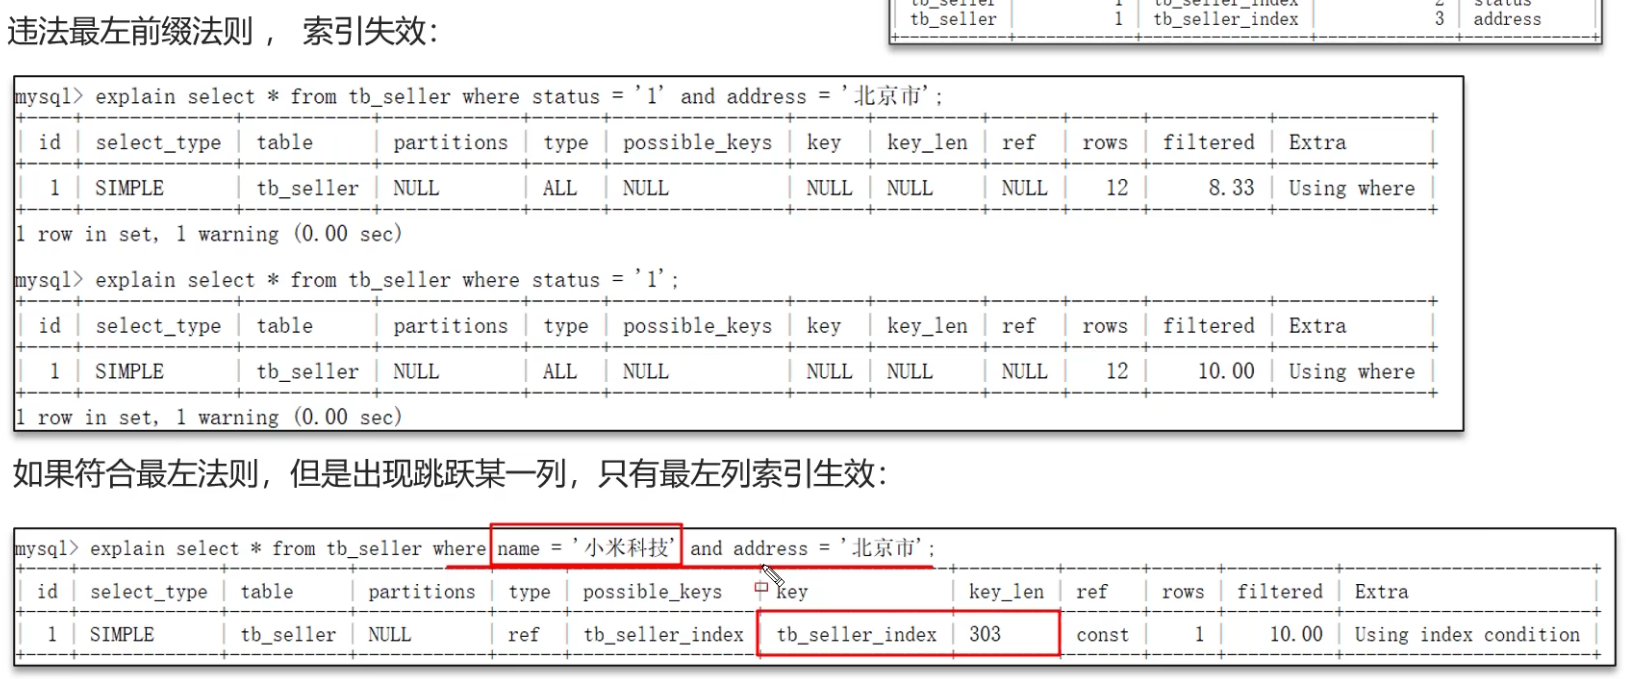 tb_seller | 1 | tb_seller_index | 2 | status
tb_seller | 1 | tb_seller_index | 3 | address
违法最左前缀法则 ， 索引失效：
mysql> explain select * from tb_seller where status = '1' and address = '北京市';
id | select_type | table | partitions | type | possible_keys | key | key_len | ref | rows | filtered | Extra
1 | SIMPLE | tb_seller | NULL | ALL | NULL | NULL | NULL | NULL | 12 | 8.33 | Using where
1 row in set, 1 warning (0.00 sec)
mysql> explain select * from tb_seller where status = '1';
id | select_type | table | partitions | type | possible_keys | key | key_len | ref | rows | filtered | Extra
1 | SIMPLE | tb_seller | NULL | ALL | NULL | NULL | NULL | NULL | 12 | 10.00 | Using where
1 row in set, 1 warning (0.00 sec)
如果符合最左法则，但是出现跳跃某一列，只有最左列索引生效：
mysql> explain select * from tb_seller where name = '小米科技' and address = '北京市';
id | select_type | table | partitions | type | possible_keys | key | key_len | ref | rows | filtered | Extra
1 | SIMPLE | tb_seller | NULL | ref | tb_seller_index | tb_seller_index | 303 | const | 1 | 10.00 | Using index condition